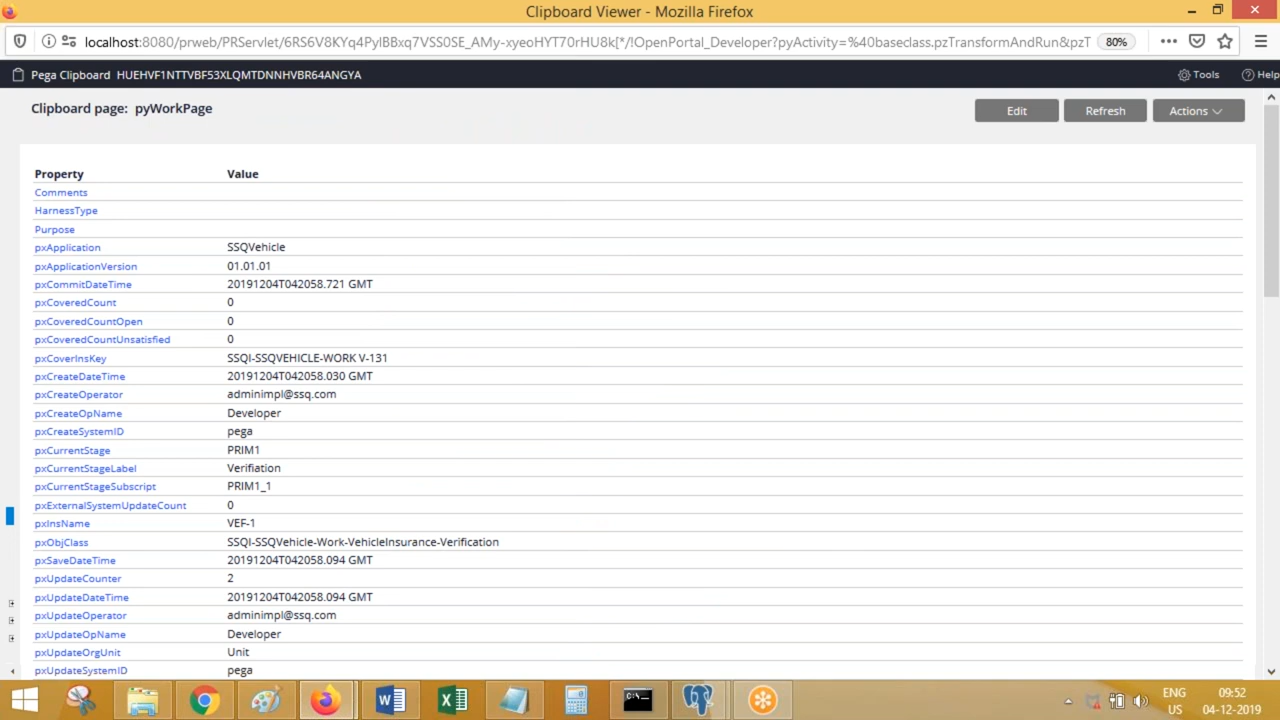 Clipboard Viewer - Mozilla Firefox
localhost:8080/prweb/PRServlet/6RS6V8KYq4PylBBxq7VSS0SE_AMy-xyeoHYT70rHU8k[*/!OpenPortal_Developer?pyActivity=%40baseclass.pzTransformAndRun&pzT 80%
Pega Clipboard HUEHVF1NTTVBF53XLQMTDNNHVBR64ANGYA Tools Help
Clipboard page: pyWorkPage Edit Refresh Actions
Property Value
Comments
HarnessType
Purpose
pxApplication SSQVehicle
pxApplicationVersion 01.01.01
pxCommitDateTime 20191204T042058.721 GMT
pxCoveredCount 0
pxCoveredCountOpen 0
pxCoveredCountUnsatisfied 0
pxCoverInsKey SSQI-SSQVEHICLE-WORK V-131
pxCreateDateTime 20191204T042058.030 GMT
pxCreateOperator adminimpl@ssq.com
pxCreateOpName Developer
pxCreateSystemID pega
pxCurrentStage PRIM1
pxCurrentStageLabel Verifiation
pxCurrentStageSubscript PRIM1_1
pxExternalSystemUpdateCount 0
pxInsName VEF-1
pxObjClass SSQI-SSQVehicle-Work-VehicleInsurance-Verification
pxSaveDateTime 20191204T042058.094 GMT
pxUpdateCounter 2
pxUpdateDateTime 20191204T042058.094 GMT
pxUpdateOperator adminimpl@ssq.com
pxUpdateOpName Developer
pxUpdateOrgUnit Unit
pxUpdateSystemID pega
ENG 09:52
US 04-12-2019